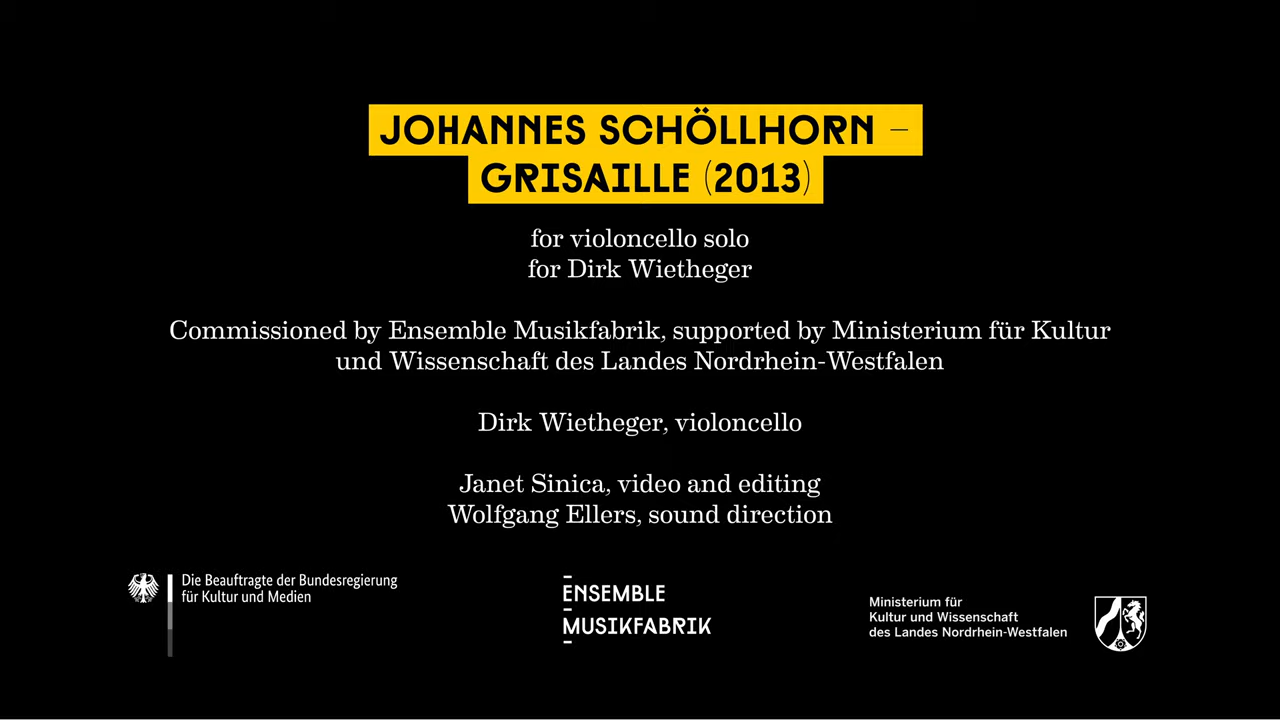 JOHANNES SCHÖLLHORN –
GRISAILLE (2013)
for violoncello solo
for Dirk Wietheger
Commissioned by Ensemble Musikfabrik, supported by Ministerium für Kultur
und Wissenschaft des Landes Nordrhein-Westfalen
Dirk Wietheger, violoncello
Janet Sinica, video and editing
Wolfgang Ellers, sound direction
Die Beauftragte der Bundesregierung
für Kultur und Medien
ENSEMBLE
MUSIKFABRIK
Ministerium für
Kultur und Wissenschaft
des Landes Nordrhein-Westfalen